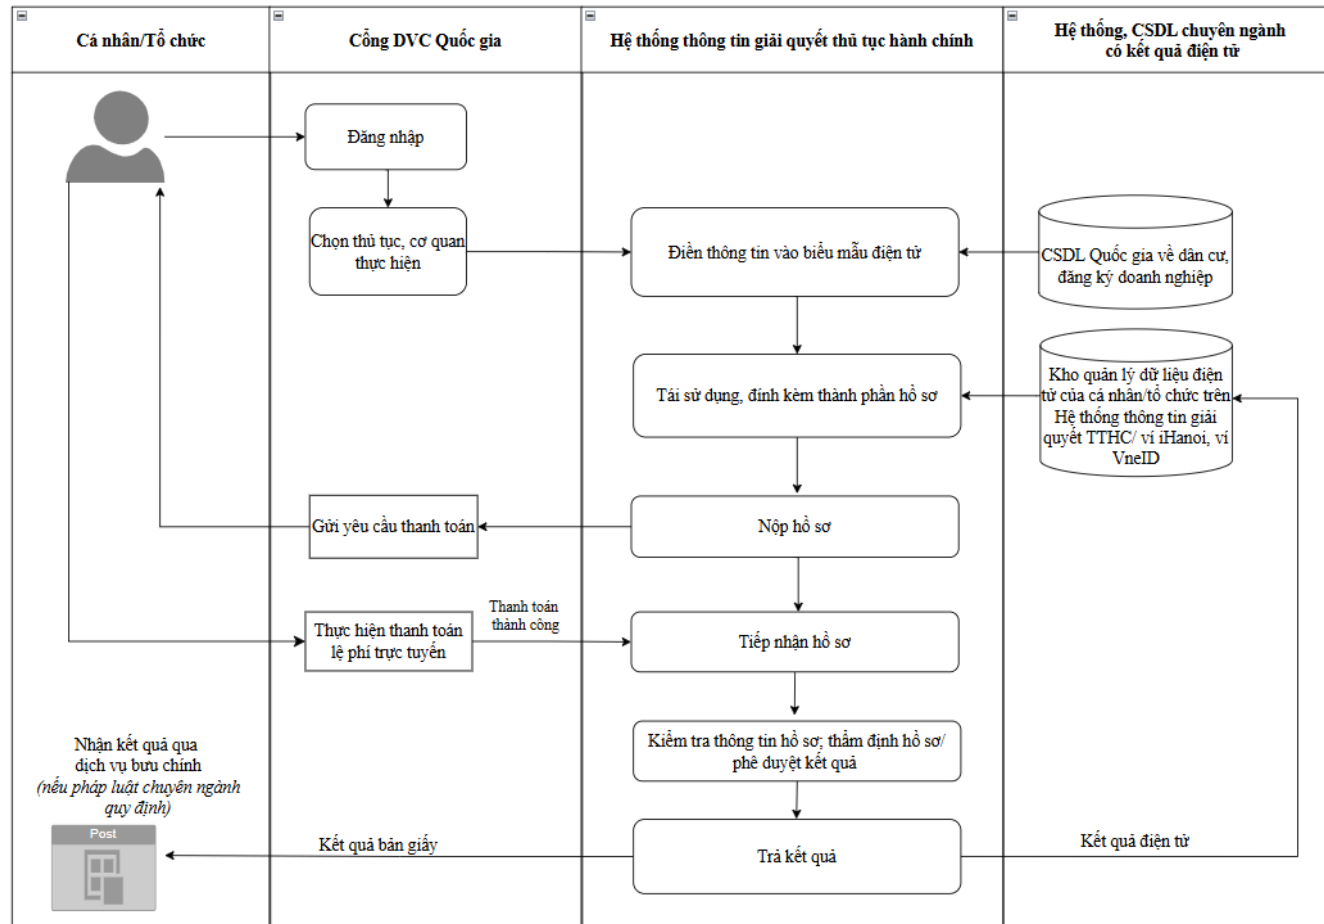 Cá nhân/Tổ chức
Cổng DVC Quốc gia
Hệ thống thông tin giải quyết thủ tục hành chính
Hệ thống, CSDL chuyên ngành
có kết quả điện tử
Đăng nhập
Chọn thủ tục, cơ quan
thực hiện
Điền thông tin vào biểu mẫu điện tử
CSDL Quốc gia về dân cư,
đăng ký doanh nghiệp
Tái sử dụng, đính kèm thành phần hồ sơ
Kho quản lý dữ liệu điện
tử của cá nhân/tổ chức trên
Hệ thống thông tin giải
quyết TTHC/ ví iHanoi, ví
VneID
Gửi yêu cầu thanh toán
Nộp hồ sơ
Thực hiện thanh toán
lệ phí trực tuyến
Thanh toán
thành công
Tiếp nhận hồ sơ
Kiểm tra thông tin hồ sơ; thẩm định hồ sơ/
phê duyệt kết quả
Nhận kết quả qua
dịch vụ bưu chính
(nếu pháp luật chuyên ngành
quy định)
Post
Kết quả bản giấy
Trả kết quả
Kết quả điện tử